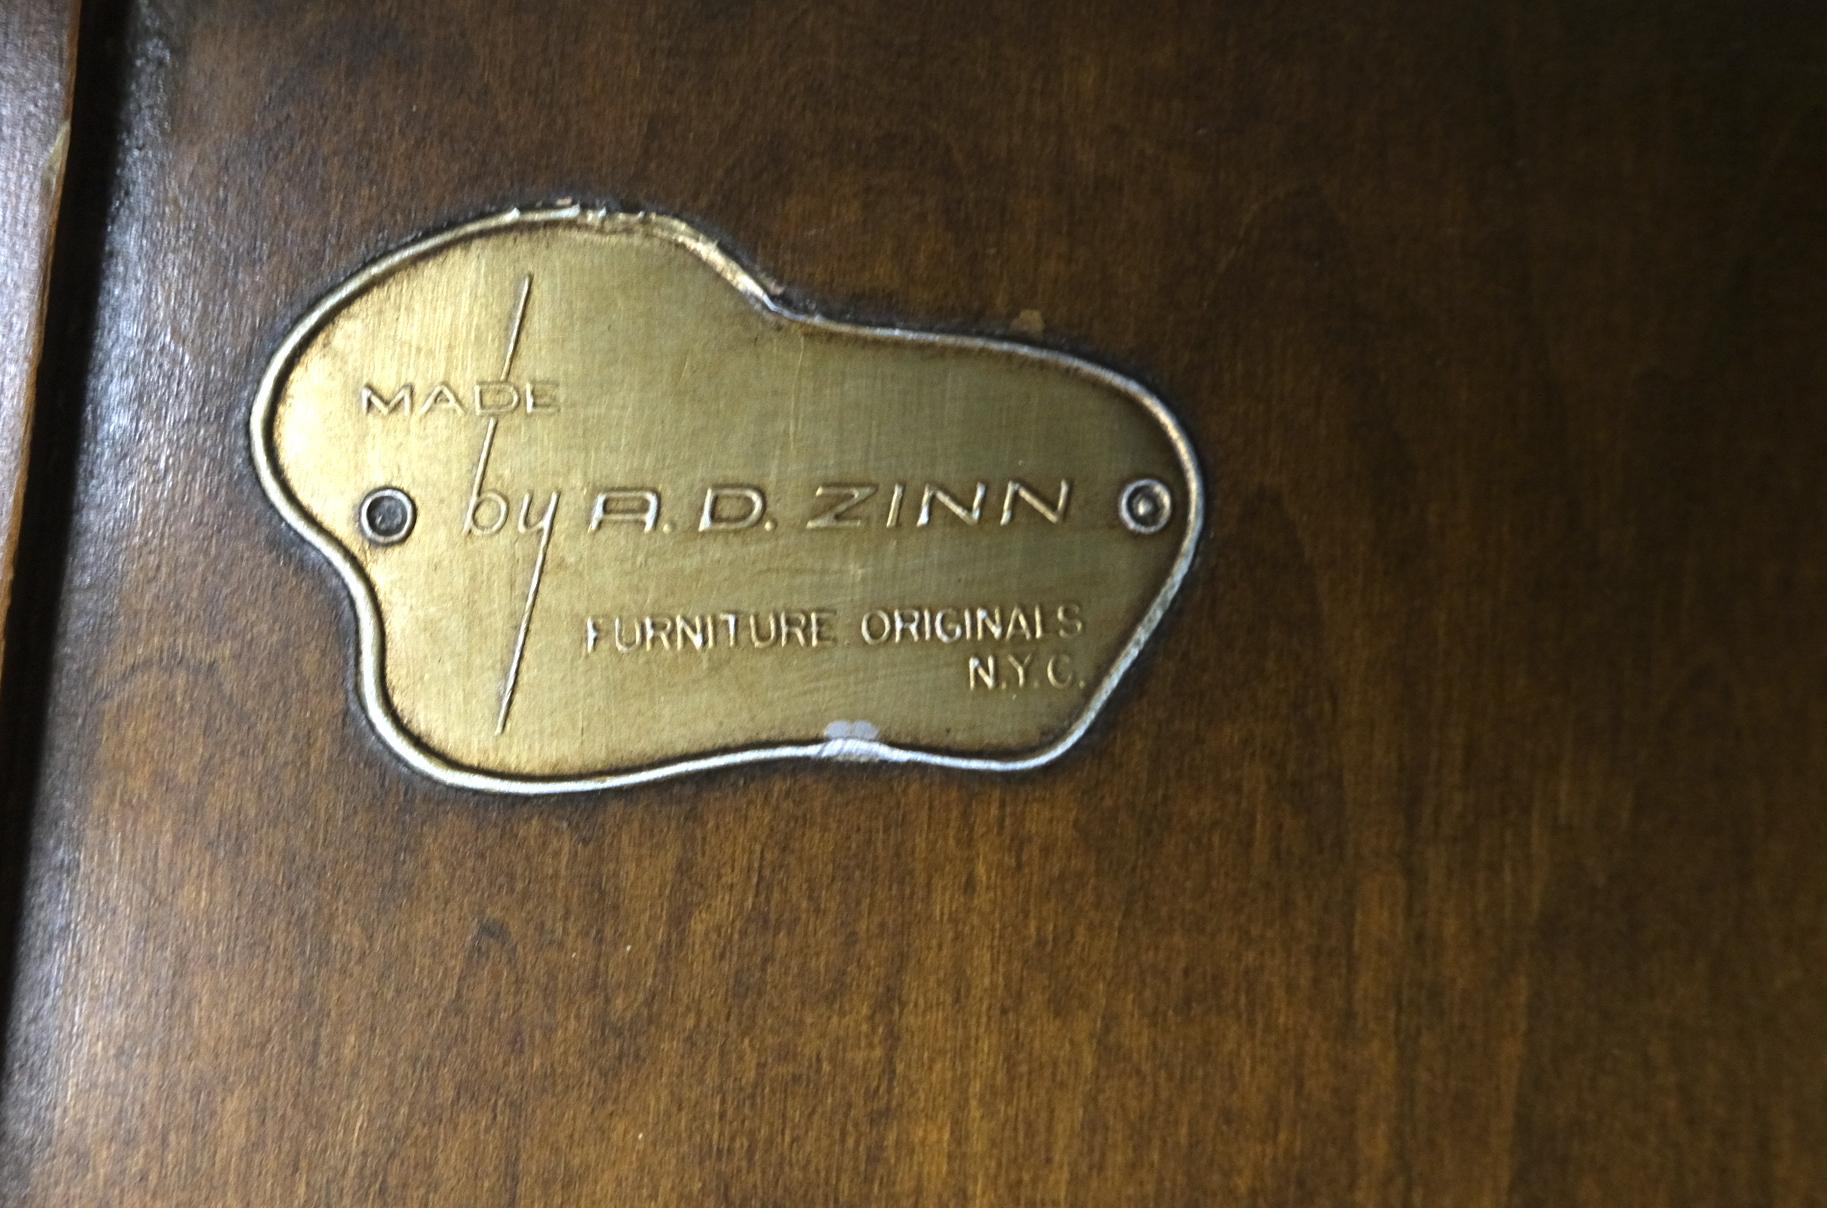 MADE
by A.D. ZINN
FURNITURE ORIGINALS
N.Y.C.